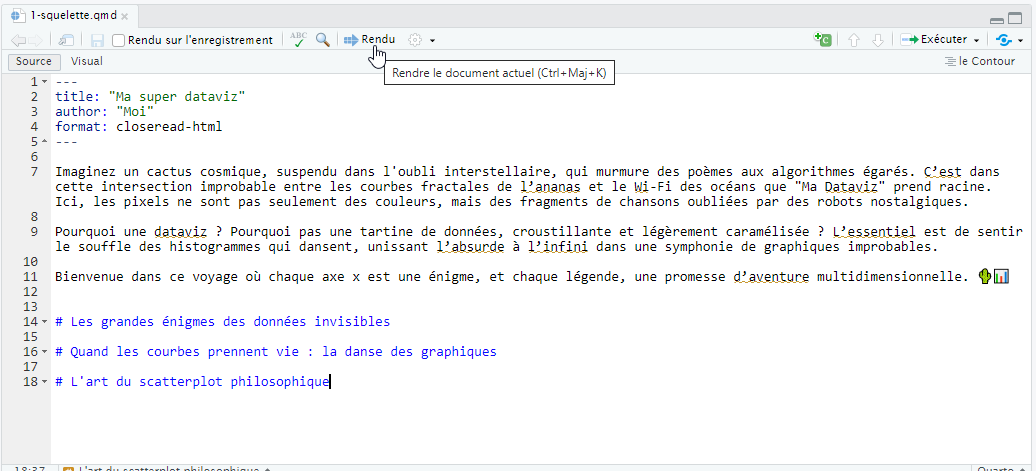 1-squelette.qmd ×
Rendu sur l'enregistrement ABC Rendu Exécuter
Source Visual le Contour
Rendre le document actuel (Ctrl+Maj+K)
1 ---
2 title: "Ma super dataviz"
3 author: "Moi"
4 format: closeread-html
5 ---
6
7 Imaginez un cactus cosmique, suspendu dans l'oubli interstellaire, qui murmure des poèmes aux algorithmes égarés. C’est dans
cette intersection improbable entre les courbes fractales de l’ananas et le Wi-Fi des océans que "Ma Dataviz" prend racine.
Ici, les pixels ne sont pas seulement des couleurs, mais des fragments de chansons oubliées par des robots nostalgiques.
8
9 Pourquoi une dataviz ? Pourquoi pas une tartine de données, croustillante et légèrement caramélisée ? L’essentiel est de sentir
le souffle des histogrammes qui dansent, unissant l’absurde à l’infini dans une symphonie de graphiques improbables.
10
11 Bienvenue dans ce voyage où chaque axe x est une énigme, et chaque légende, une promesse d’aventure multidimensionnelle. 🌵📊
12
13
14 # Les grandes énigmes des données invisibles
15
16 # Quand les courbes prennent vie : la danse des graphiques
17
18 # L'art du scatterplot philosophique
18:37 L'art du scatterplot philosophique Quarto